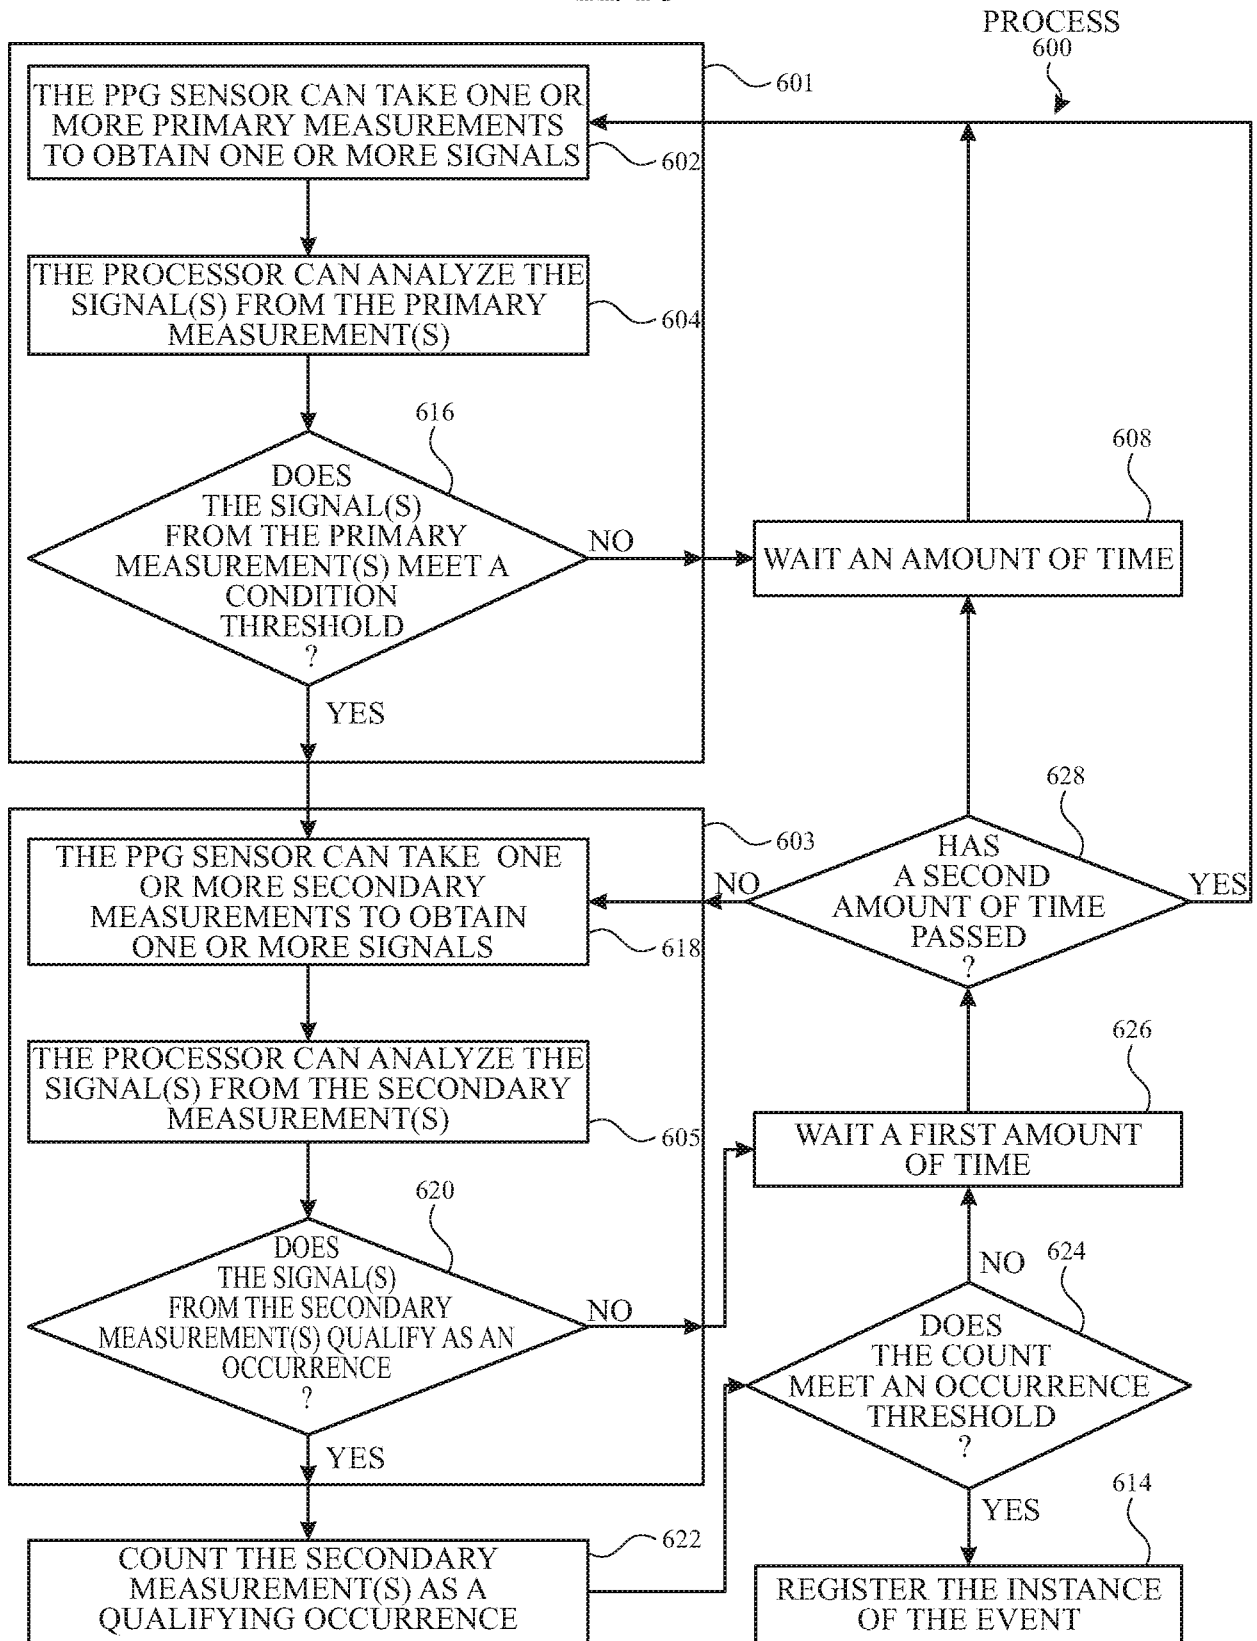 PROCESS
600
601
THE PPG SENSOR CAN TAKE ONE OR
MORE PRIMARY MEASUREMENTS
TO OBTAIN ONE OR MORE SIGNALS
602
THE PROCESSOR CAN ANALYZE THE
SIGNAL(S) FROM THE PRIMARY
MEASUREMENT(S)
604
616
DOES
THE SIGNAL(S)
FROM THE PRIMARY
MEASUREMENT(S) MEET A
CONDITION
THRESHOLD
?
NO
YES
608
WAIT AN AMOUNT OF TIME
603
THE PPG SENSOR CAN TAKE ONE
OR MORE SECONDARY
MEASUREMENTS TO OBTAIN
ONE OR MORE SIGNALS
618
628
HAS
A SECOND
AMOUNT OF TIME
PASSED
?
NO
YES
THE PROCESSOR CAN ANALYZE THE
SIGNAL(S) FROM THE SECONDARY
MEASUREMENT(S)
605
626
WAIT A FIRST AMOUNT
OF TIME
620
DOES
THE SIGNAL(S)
FROM THE SECONDARY
MEASUREMENT(S) QUALIFY AS AN
OCCURRENCE
?
NO
YES
NO
624
DOES
THE COUNT
MEET AN OCCURRENCE
THRESHOLD
?
YES
622
COUNT THE SECONDARY
MEASUREMENT(S) AS A
QUALIFYING OCCURRENCE
614
REGISTER THE INSTANCE
OF THE EVENT